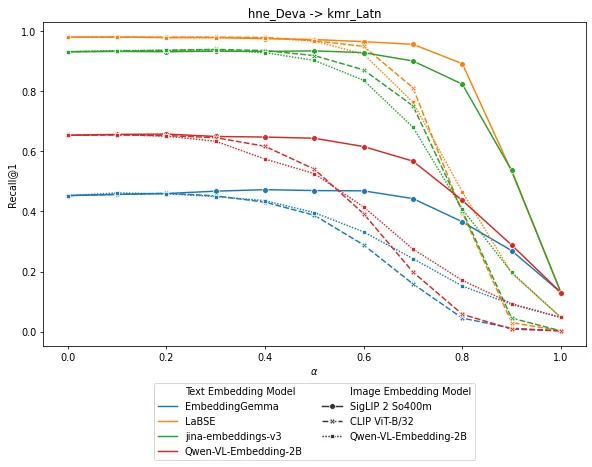 hne_Deva -> kmr_Latn
1.0
0.8
0.6
0.4
0.2
0.0
Recall@1
0.0 0.2 0.4 0.6 0.8 1.0
α
Text Embedding Model Image Embedding Model
EmbeddingGemma SigLIP 2 So400m
LaBSE CLIP ViT-B/32
jina-embeddings-v3 Qwen-VL-Embedding-2B
Qwen-VL-Embedding-2B